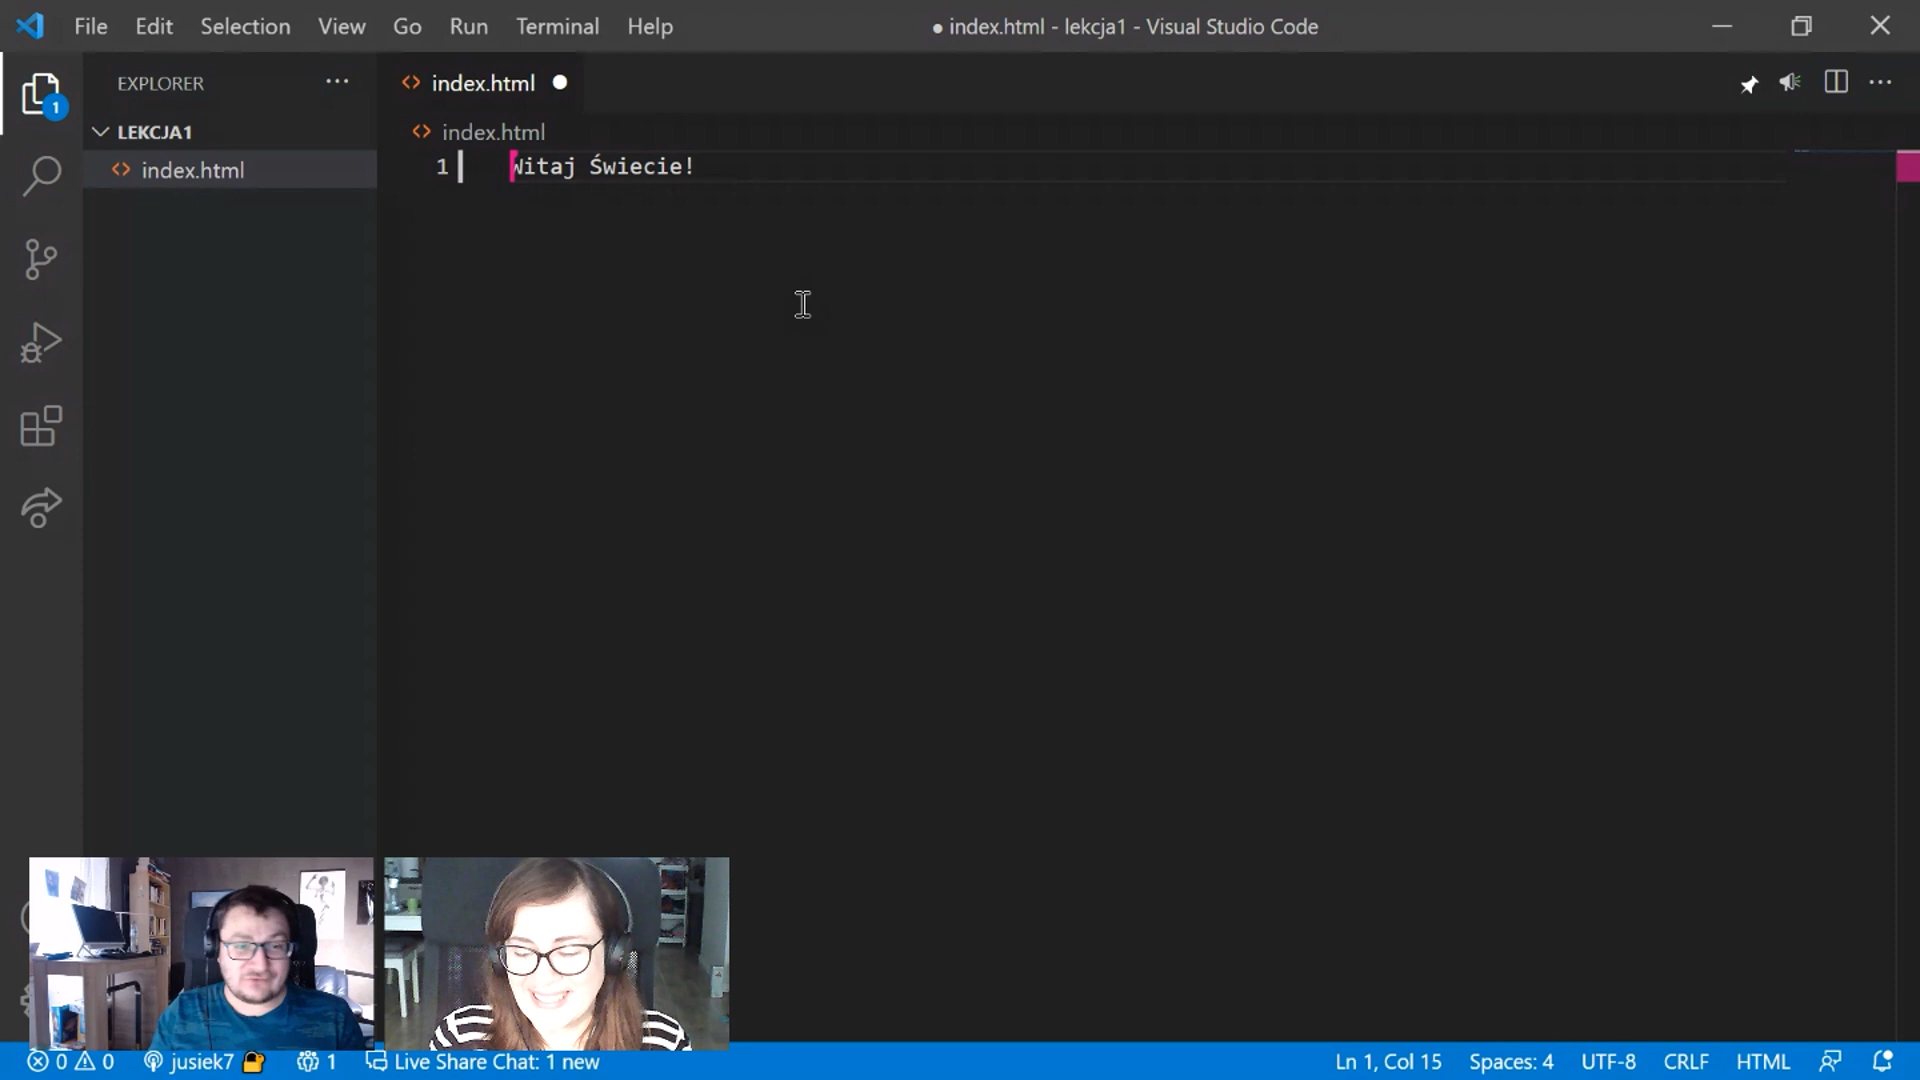 File Edit Selection View Go Run Terminal Help
● index.html - lekcja1 - Visual Studio Code
1
EXPLORER
index.html
LEKCJA1
index.html
index.html
1 Witaj Świecie!
0 0 jusiek7 1 Live Share Chat: 1 new
Ln 1, Col 15 Spaces: 4 UTF-8 CRLF HTML